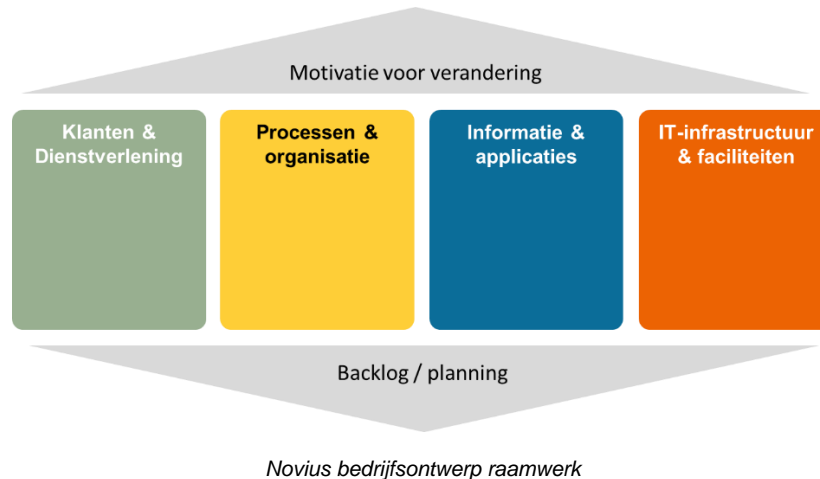 Motivatie voor verandering
Klanten &
Dienstverlening
Processen &
organisatie
Informatie &
applicaties
IT-infrastructuur
& faciliteiten
Backlog / planning
Novius bedrijfsontwerp raamwerk